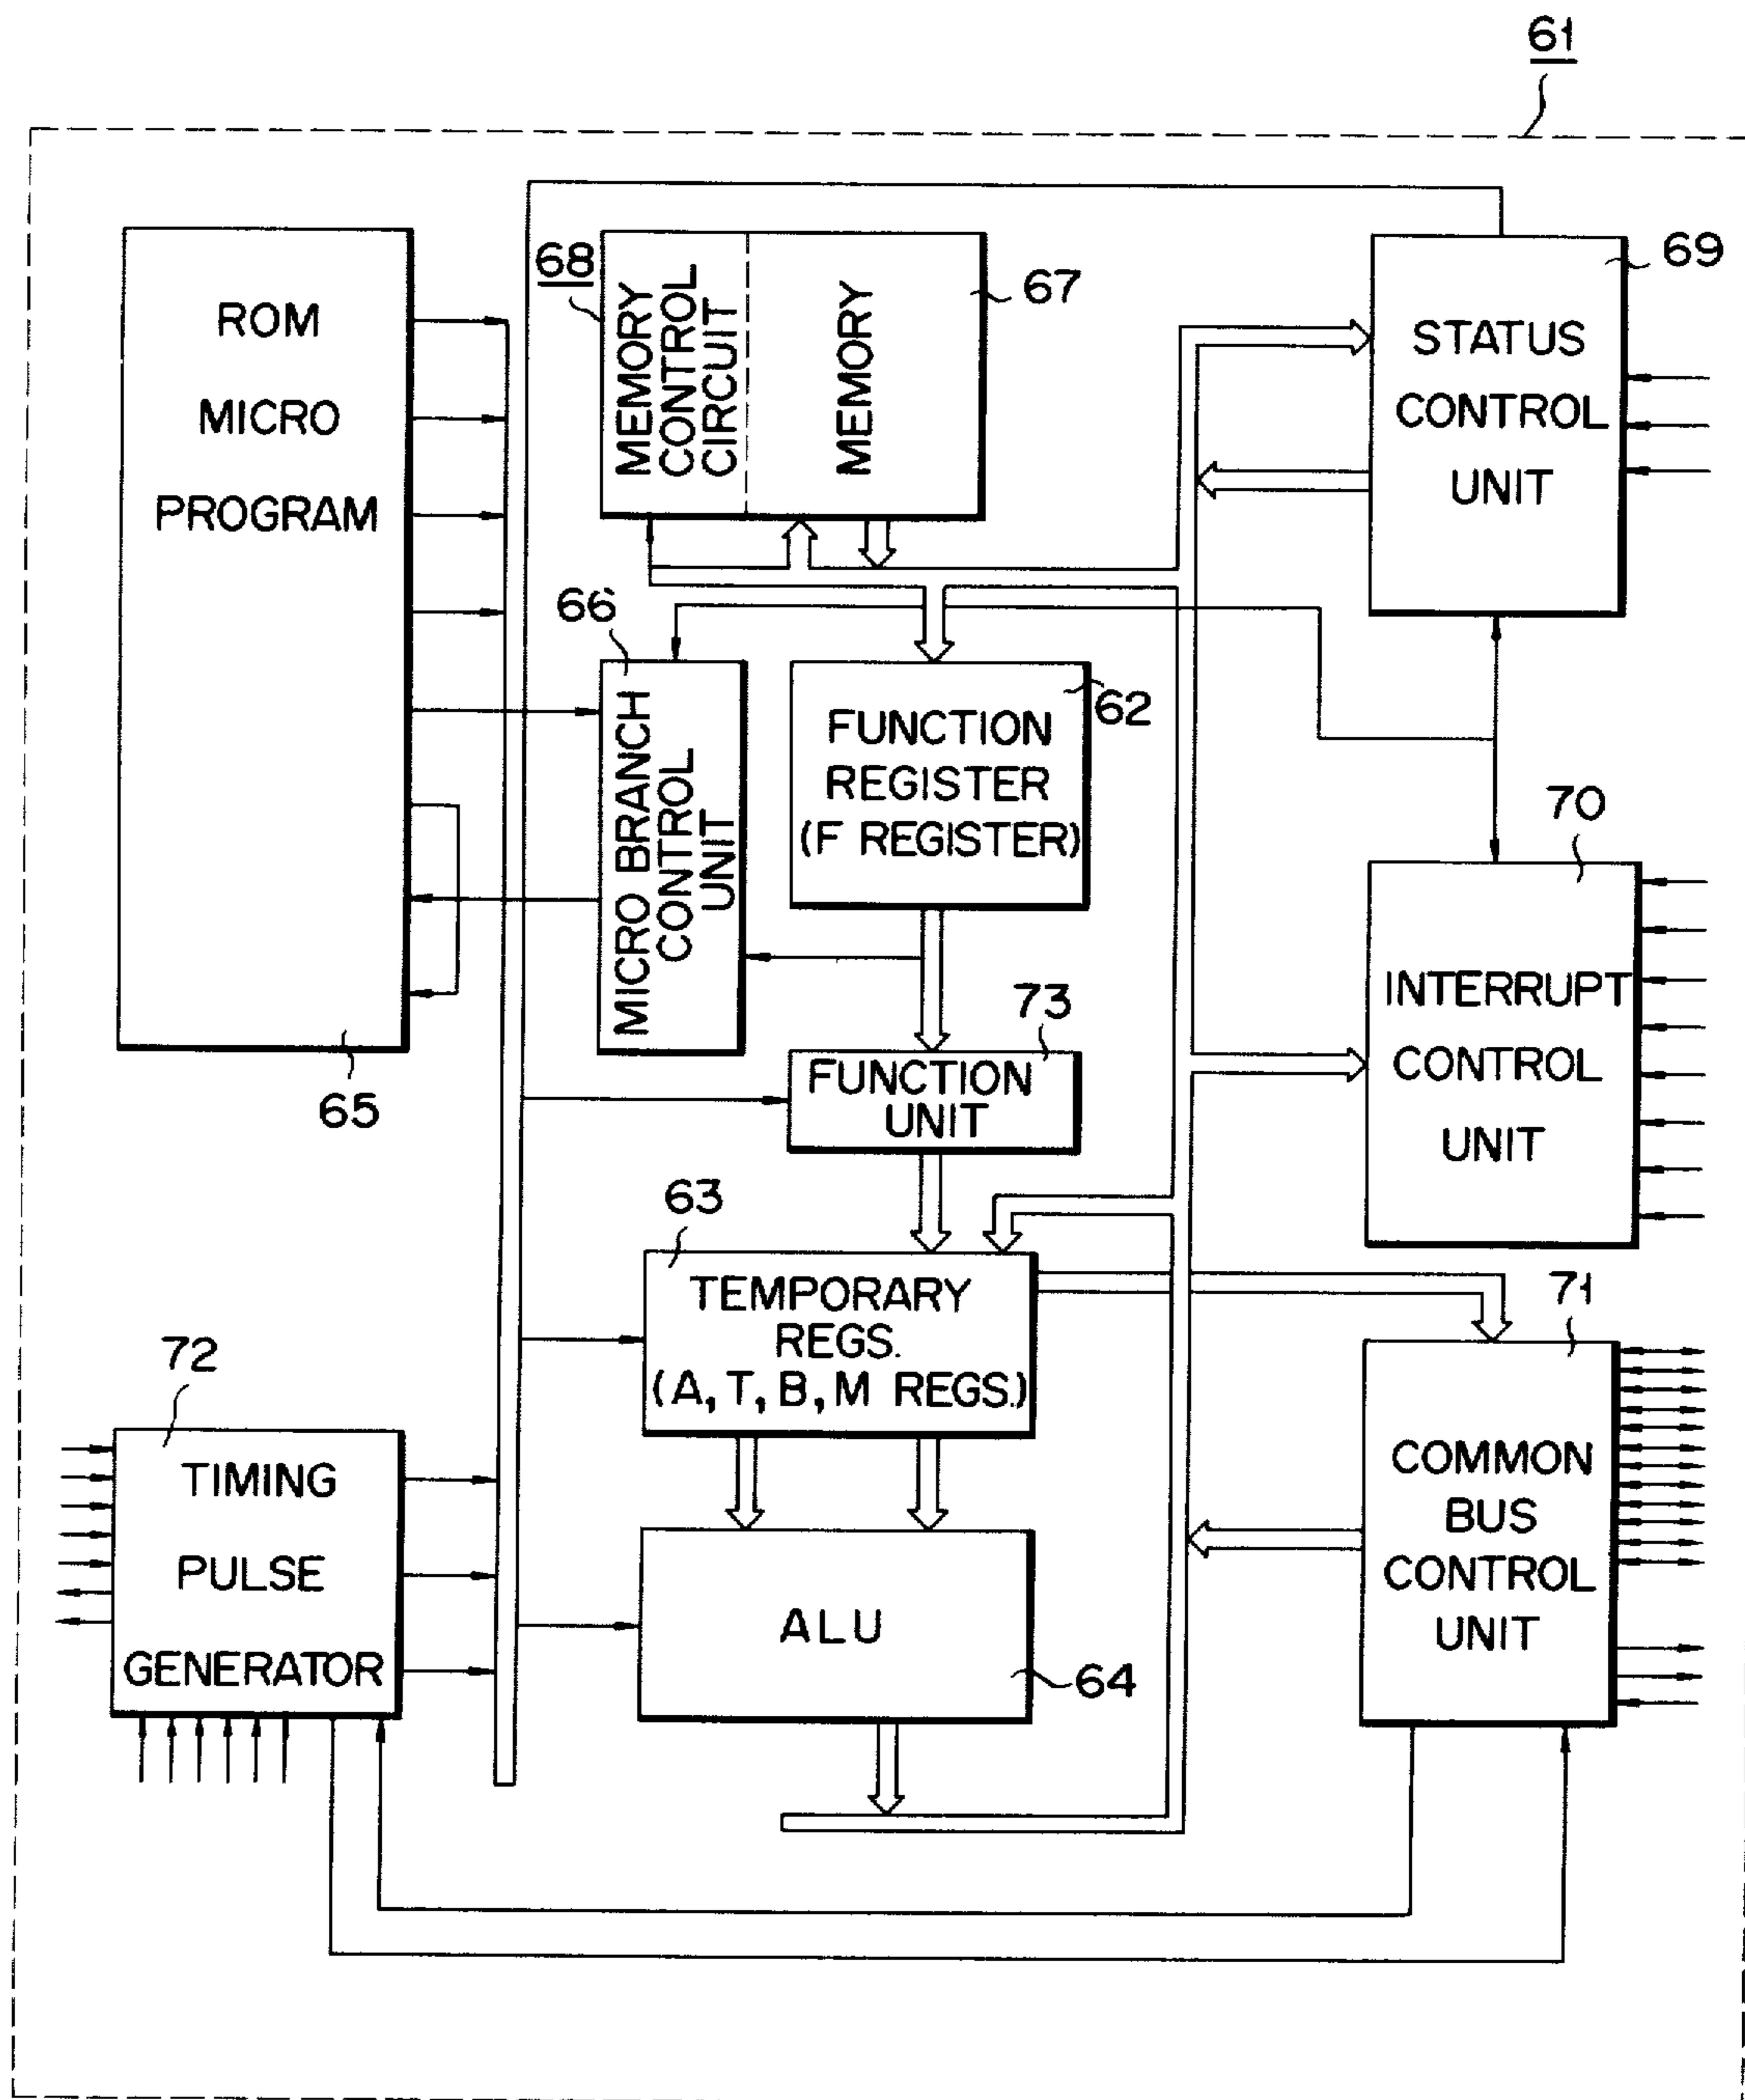 61
ROM
MICRO
PROGRAM
65
68
MEMORY
CONTROL
CIRCUIT
MEMORY
67
STATUS
CONTROL
UNIT
69
66
MICRO BRANCH
CONTROL
UNIT
FUNCTION
REGISTER
(F REGISTER)
62
70
INTERRUPT
CONTROL
UNIT
73
FUNCTION
UNIT
63
TEMPORARY
REGS.
(A, T, B, M REGS.)
71
COMMON
BUS
CONTROL
UNIT
72
TIMING
PULSE
GENERATOR
ALU
64